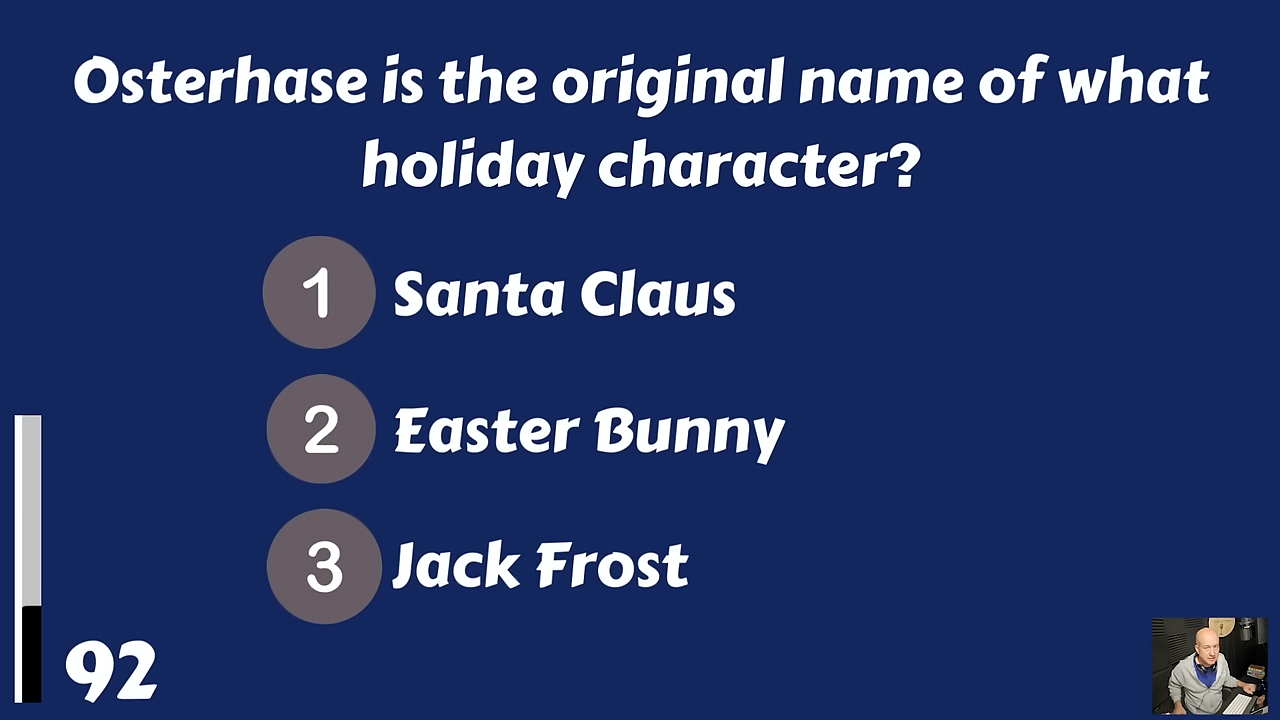 Osterhase is the original name of what
holiday character?
1 Santa Claus
2 Easter Bunny
3 Jack Frost
92